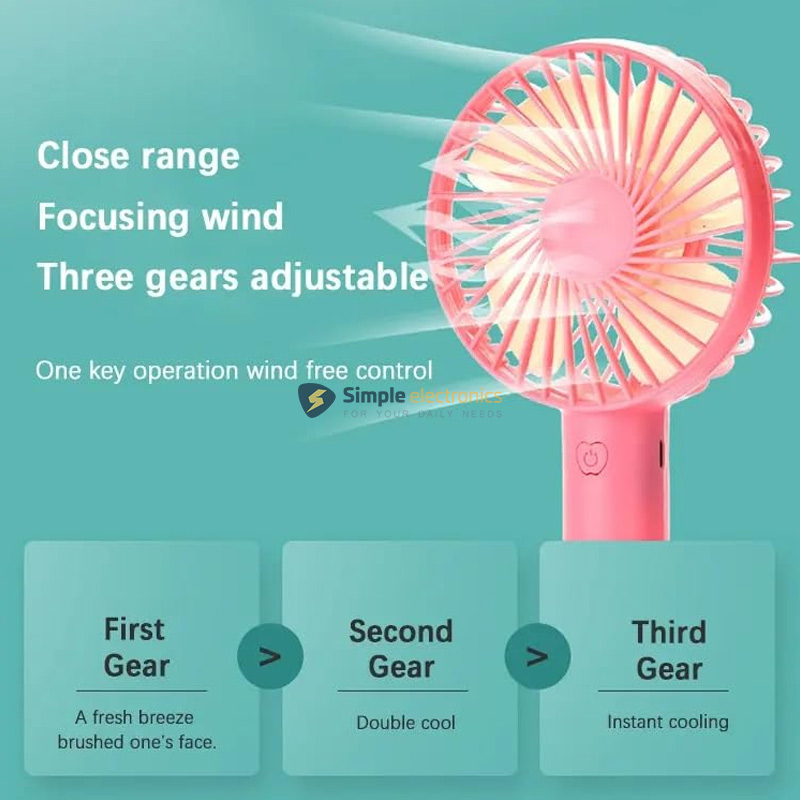 Close range
Focusing wind
Three gears adjustable
One key operation wind free control
Simple electronics
FOR YOUR DAILY NEEDS
First
Gear
A fresh breeze
brushed one's face.
>
Second
Gear
Double cool
>
Third
Gear
Instant cooling